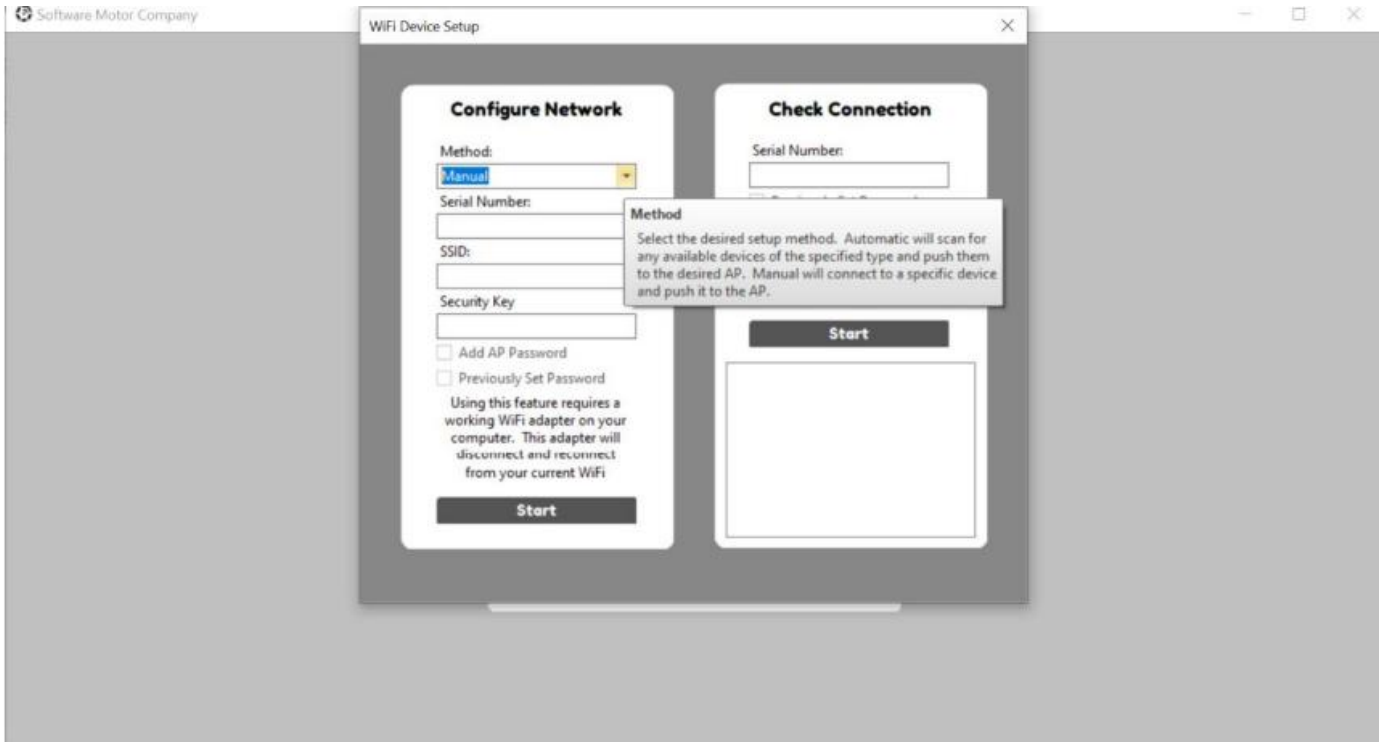 Software Motor Company
WiFi Device Setup
Configure Network
Method:
Manual
Serial Number:
SSID:
Security Key
Add AP Password
Previously Set Password
Using this feature requires a
working WiFi adapter on your
computer. This adapter will
disconnect and reconnect
from your current WiFi
Start
Check Connection
Serial Number:
Method
Select the desired setup method. Automatic will scan for
any available devices of the specified type and push them
to the desired AP. Manual will connect to a specific device
and push it to the AP.
Start